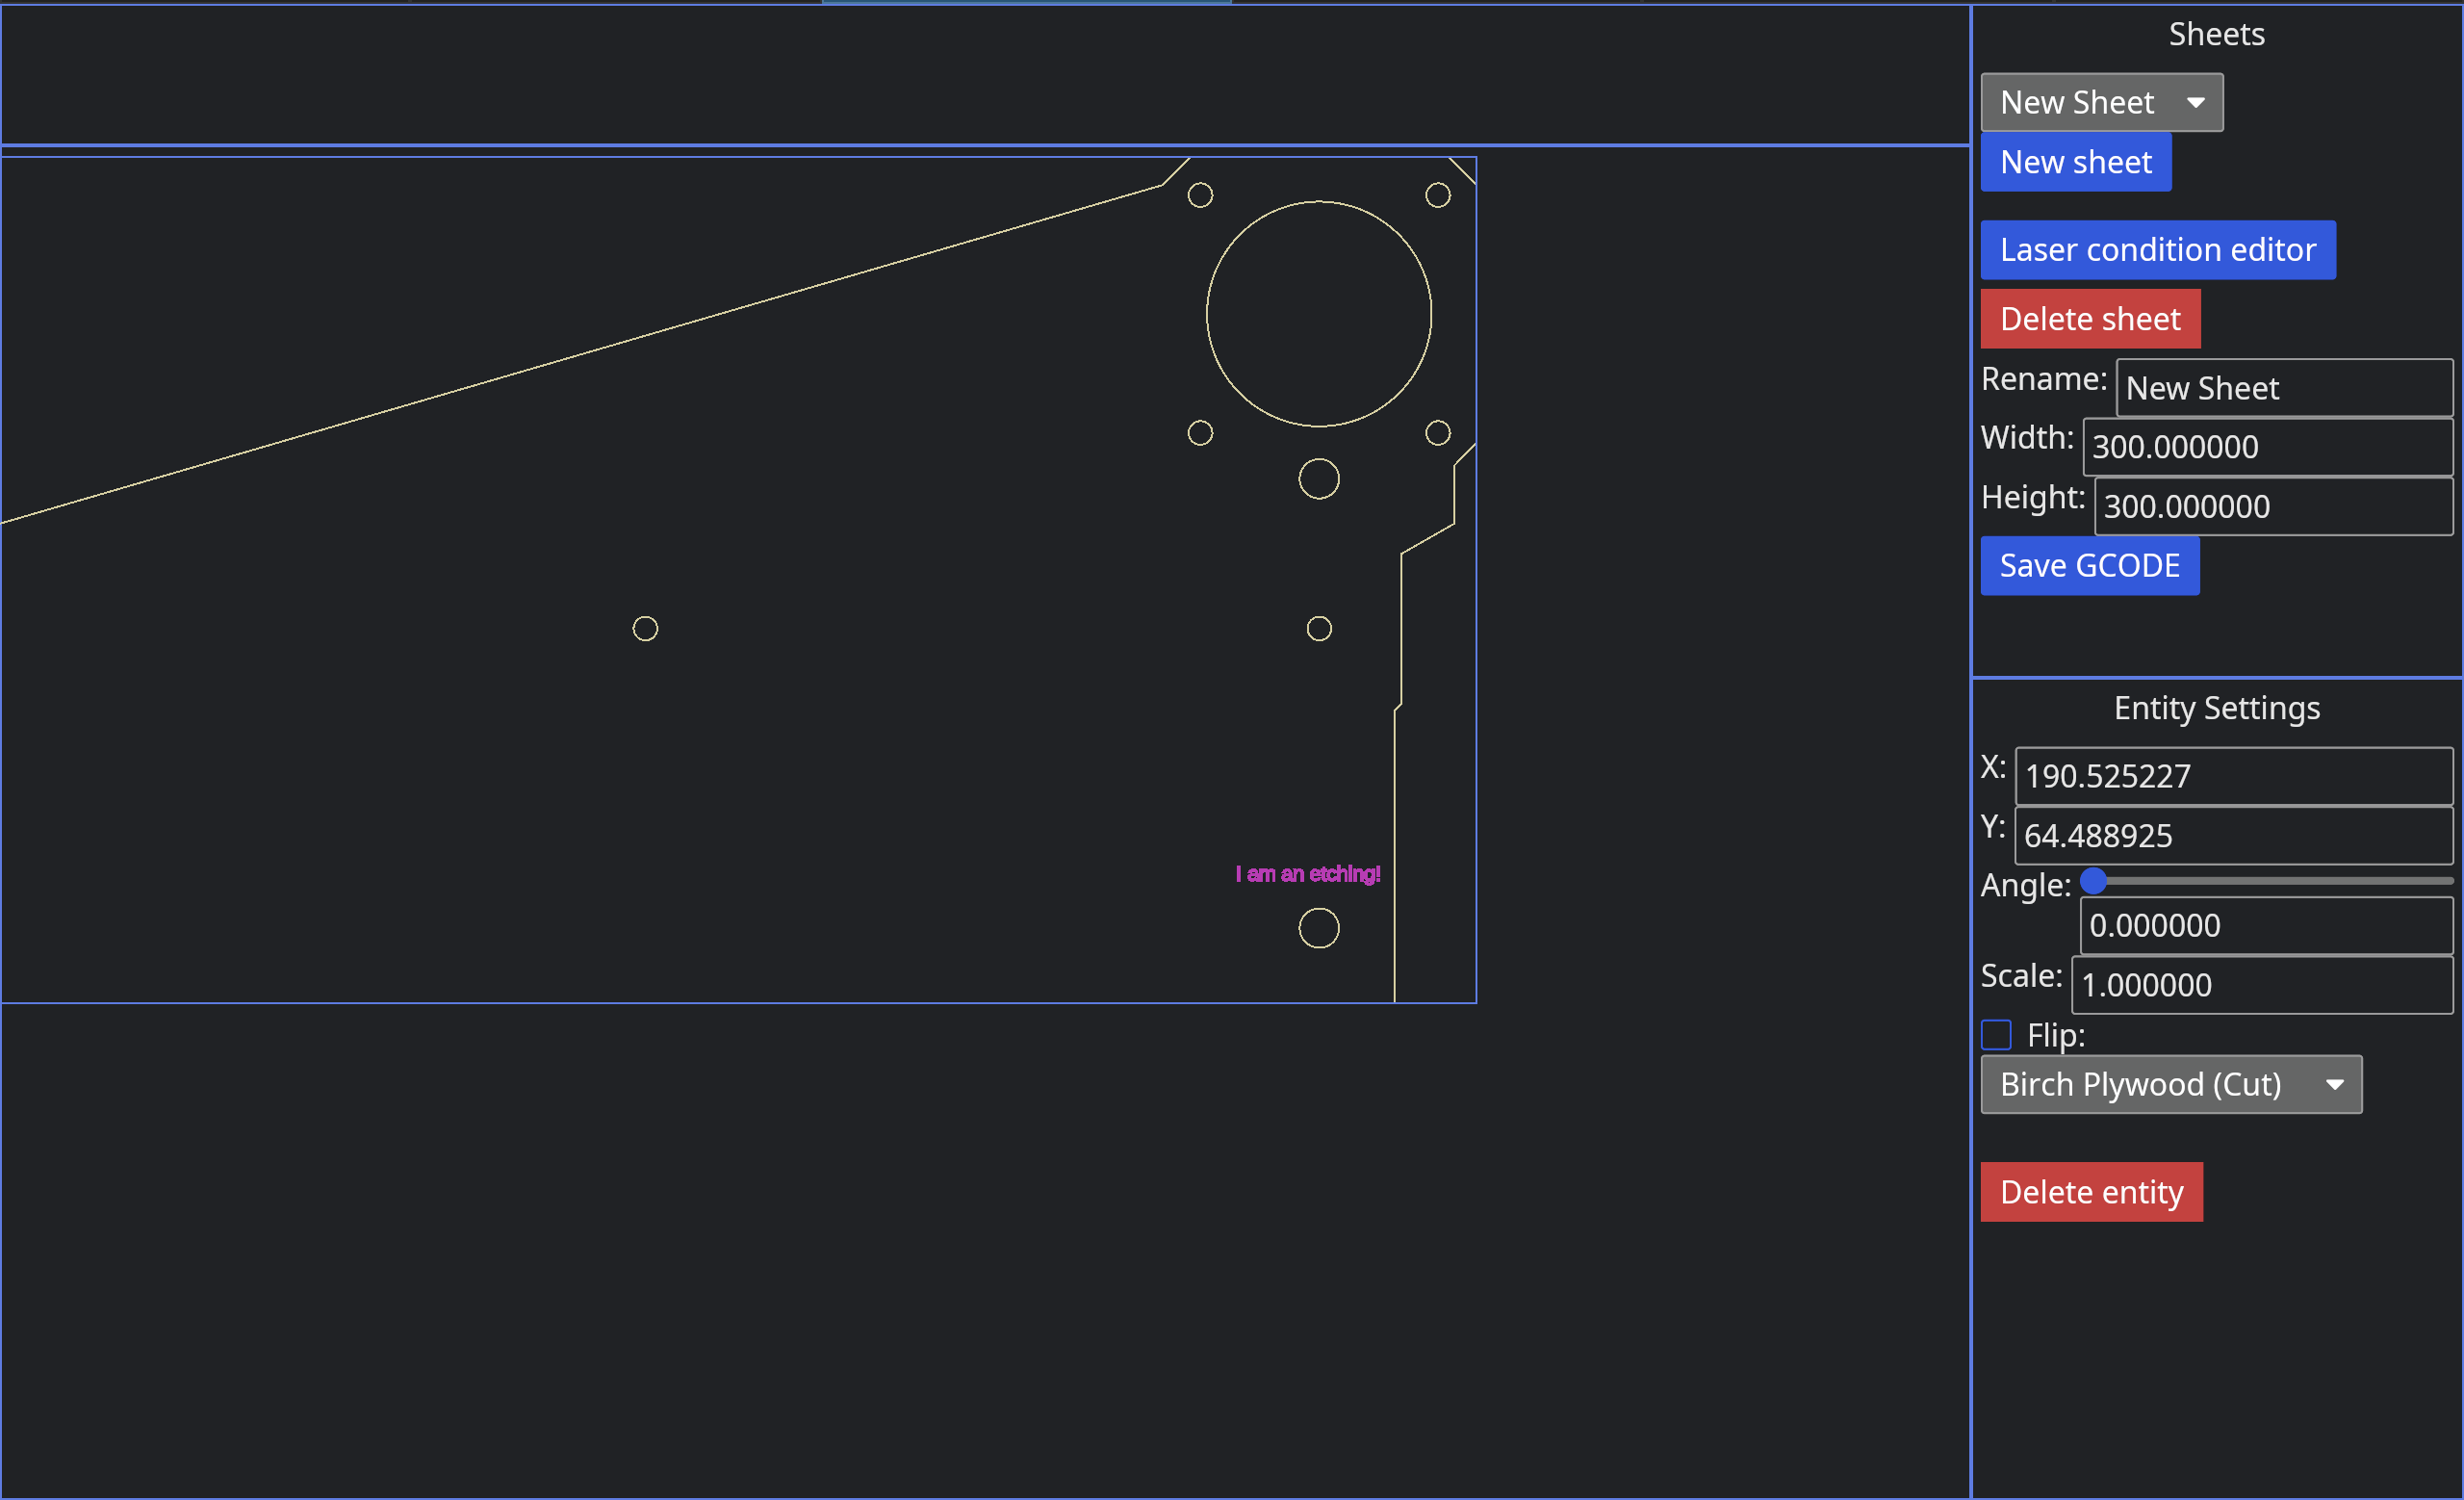 Sheets
New Sheet
New sheet
Laser condition editor
Delete sheet
Rename: New Sheet
Width: 300.000000
Height: 300.000000
Save GCODE
Entity Settings
X: 190.525227
Y: 64.488925
Angle:
0.000000
Scale: 1.000000
Flip:
Birch Plywood (Cut)
Delete entity
I am an etching!